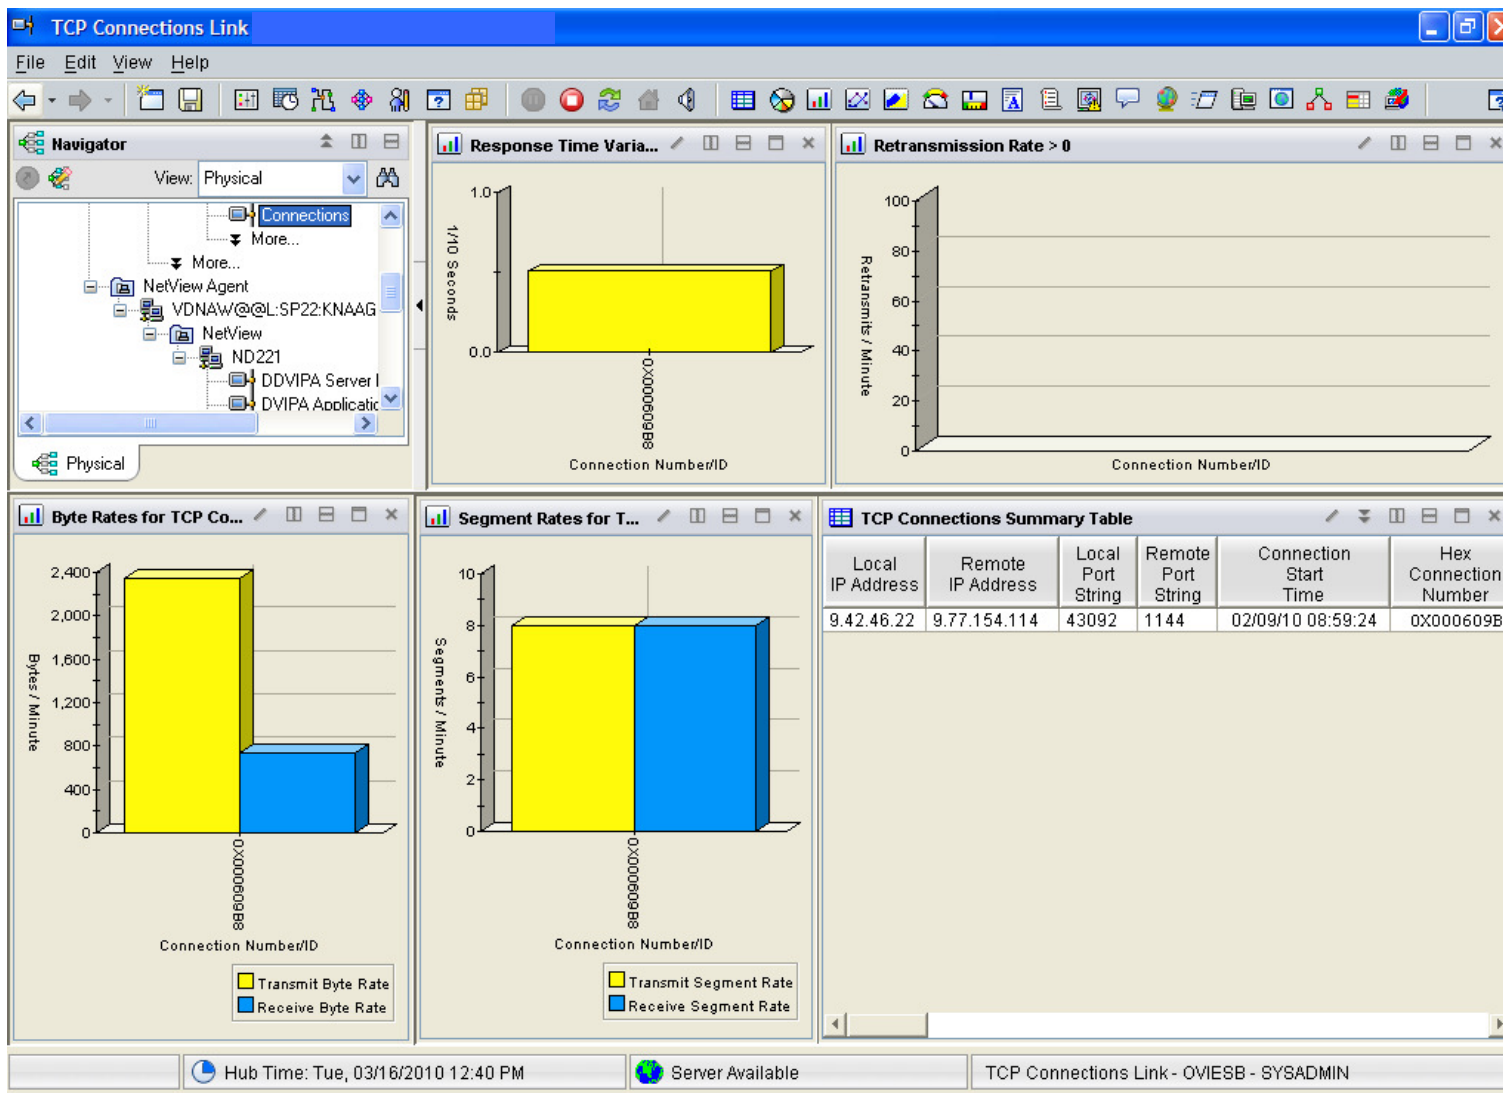 TCP Connections Link
File Edit View Help
Navigator
View: Physical
Connections
More...
More...
NetView Agent
VDNAW@@L:SP22:KNAAG
NetView
ND221
DDVIPA Server I
DVIPA Applicatic
Physical
Response Time Varia...
1.0
0.0
1/10 Seconds
0X000609B8
Connection Number/ID
Retransmission Rate > 0
100
80
60
40
20
0
Retransmits / Minute
Connection Number/ID
Byte Rates for TCP Co...
2,400
2,000
1,600
1,200
800
400
0
Bytes / Minute
0X000609B8
Connection Number/ID
Transmit Byte Rate
Receive Byte Rate
Segment Rates for T...
10
8
6
4
2
0
Segments / Minute
0X000609B8
Connection Number/ID
Transmit Segment Rate
Receive Segment Rate
TCP Connections Summary Table
Local IP Address
Remote IP Address
Local Port String
Remote Port String
Connection Start Time
Hex Connection Number
9.42.46.22 9.77.154.114 43092 1144 02/09/10 08:59:24 0X000609B
Hub Time: Tue, 03/16/2010 12:40 PM
Server Available
TCP Connections Link - OVIESB - SYSADMIN